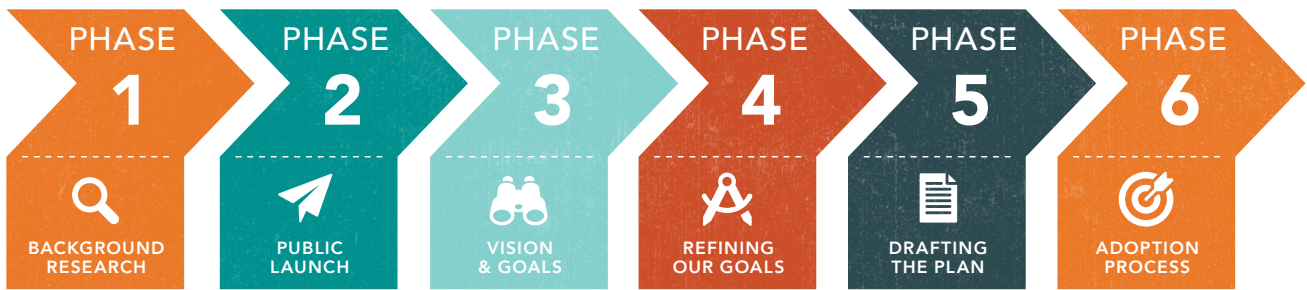 PHASE
1
BACKGROUND
RESEARCH
PHASE
2
PUBLIC
LAUNCH
PHASE
3
VISION
& GOALS
PHASE
4
REFINING
OUR GOALS
PHASE
5
DRAFTING
THE PLAN
PHASE
6
ADOPTION
PROCESS